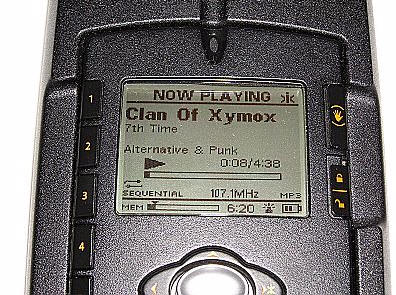 NOW PLAYING
Clan Of Xymox
7th Time
Alternative & Punk
0:08/4:38
SEQUENTIAL 107.1MHz MP3
MEM 6:20
1
2
3
4